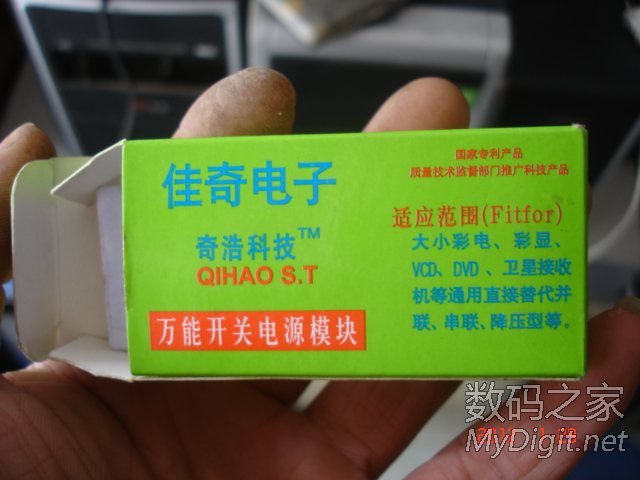 佳奇电子
奇浩科技™
QIHAO S.T
万能开关电源模块
国家专利产品
质量技术监督部门推广科技产品
适应范围(Fitfor)
大小彩电、彩显、
VCD、DVD、卫星接收
机等通用直接替代并
联、串联、降压型等。
数码之家
MyDigit.net